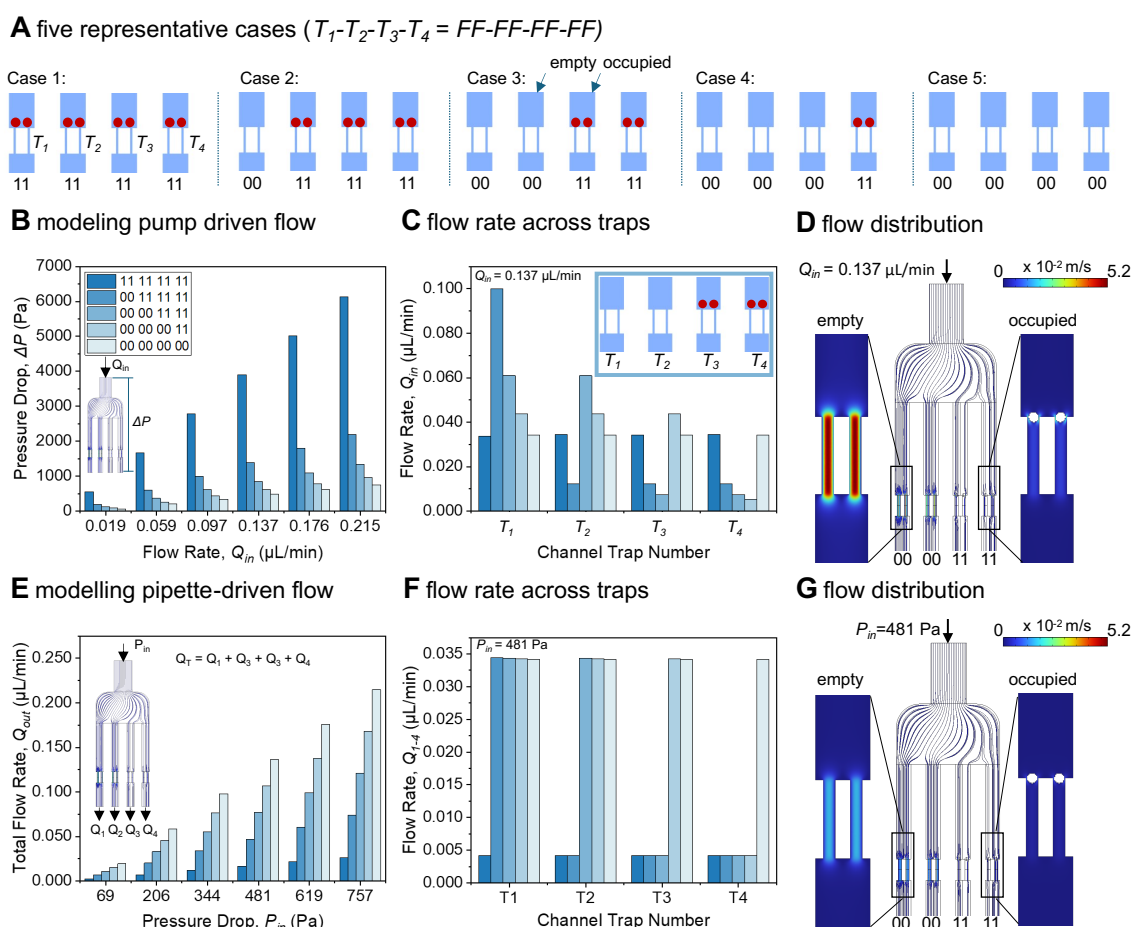 A five representative cases (T1-T2-T3-T4 = FF-FF-FF-FF)
Case 1:
Case 2:
Case 3:
empty occupied
Case 4:
Case 5:
T1 T2 T3 T4
11 11 11 11
00 11 11 11
00 00 11 11
00 00 00 11
00 00 00 00
B modeling pump driven flow
Pressure Drop, ΔP (Pa)
7000
6000
5000
4000
3000
2000
1000
0
11 11 11 11
00 11 11 11
00 00 11 11
00 00 00 11
00 00 00 00
Qin
ΔP
0.019 0.059 0.097 0.137 0.176 0.215
Flow Rate, Qin (µL/min)
C flow rate across traps
Flow Rate, Qin (µL/min)
0.100
0.080
0.060
0.040
0.020
0.000
Qin = 0.137 µL/min
T1 T2 T3 T4
T1 T2 T3 T4
Channel Trap Number
D flow distribution
Qin = 0.137 µL/min
0 x 10-2 m/s 5.2
empty
occupied
00 00 11 11
E modelling pipette-driven flow
Total Flow Rate, Qout (µL/min)
0.250
0.200
0.150
0.100
0.050
0.000
Pin
QT = Q1 + Q3 + Q3 + Q4
Q1 Q2 Q3 Q4
69 206 344 481 619 757
Pressure Drop, Pin (Pa)
F flow rate across traps
Flow Rate, Q1-4 (µL/min)
0.035
0.030
0.025
0.020
0.015
0.010
0.005
0.000
Pin = 481 Pa
T1 T2 T3 T4
Channel Trap Number
G flow distribution
Pin=481 Pa
0 x 10-2 m/s 5.2
empty
occupied
00 00 11 11